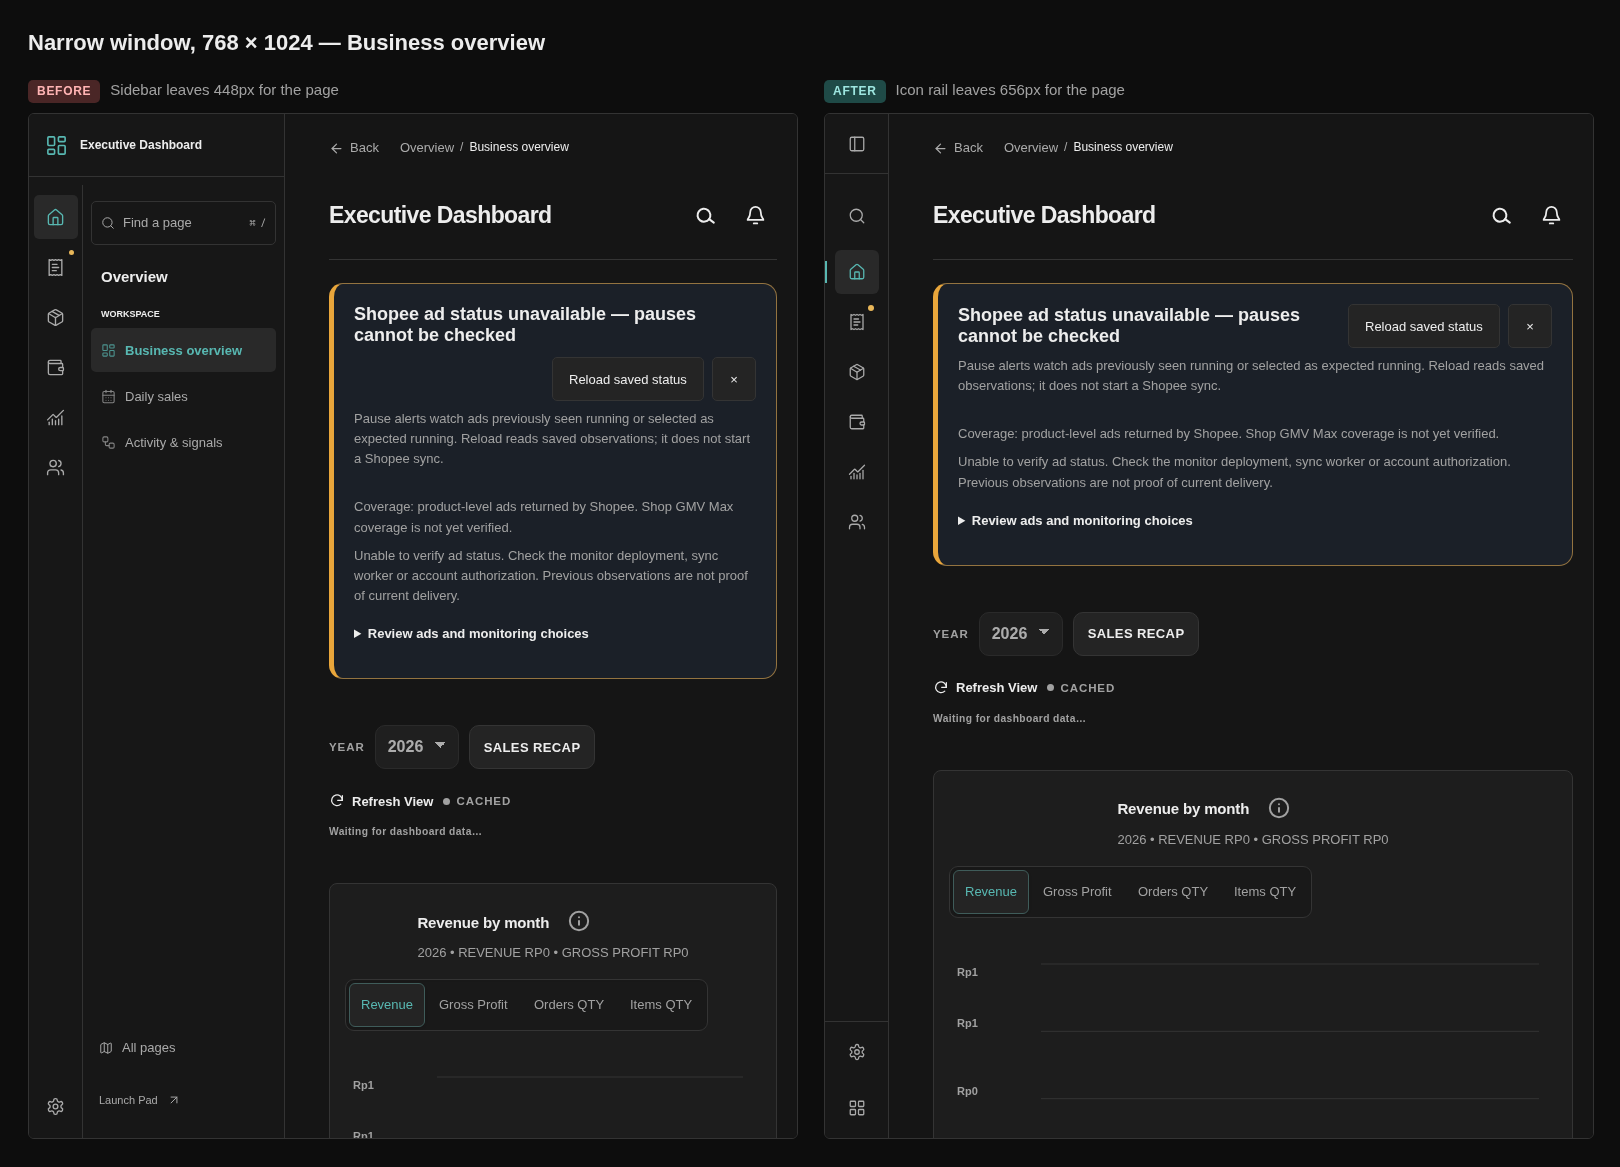 Narrow window, 768 × 1024 — Business overview
BEFORE Sidebar leaves 448px for the page
Executive Dashboard
Find a page ⌘ /
Overview
WORKSPACE
Business overview
Daily sales
Activity & signals
All pages
Launch Pad
Back Overview / Business overview
Executive Dashboard
Shopee ad status unavailable — pauses
cannot be checked
Reload saved status ×
Pause alerts watch ads previously seen running or selected as
expected running. Reload reads saved observations; it does not start
a Shopee sync.
Coverage: product-level ads returned by Shopee. Shop GMV Max
coverage is not yet verified.
Unable to verify ad status. Check the monitor deployment, sync
worker or account authorization. Previous observations are not proof
of current delivery.
Review ads and monitoring choices
YEAR 2026 SALES RECAP
Refresh View CACHED
Waiting for dashboard data...
Revenue by month
2026 • REVENUE RP0 • GROSS PROFIT RP0
Revenue Gross Profit Orders QTY Items QTY
Rp1
Rp1
AFTER Icon rail leaves 656px for the page
Back Overview / Business overview
Executive Dashboard
Shopee ad status unavailable — pauses
cannot be checked
Reload saved status ×
Pause alerts watch ads previously seen running or selected as expected running. Reload reads saved
observations; it does not start a Shopee sync.
Coverage: product-level ads returned by Shopee. Shop GMV Max coverage is not yet verified.
Unable to verify ad status. Check the monitor deployment, sync worker or account authorization.
Previous observations are not proof of current delivery.
Review ads and monitoring choices
YEAR 2026 SALES RECAP
Refresh View CACHED
Waiting for dashboard data...
Revenue by month
2026 • REVENUE RP0 • GROSS PROFIT RP0
Revenue Gross Profit Orders QTY Items QTY
Rp1
Rp1
Rp0